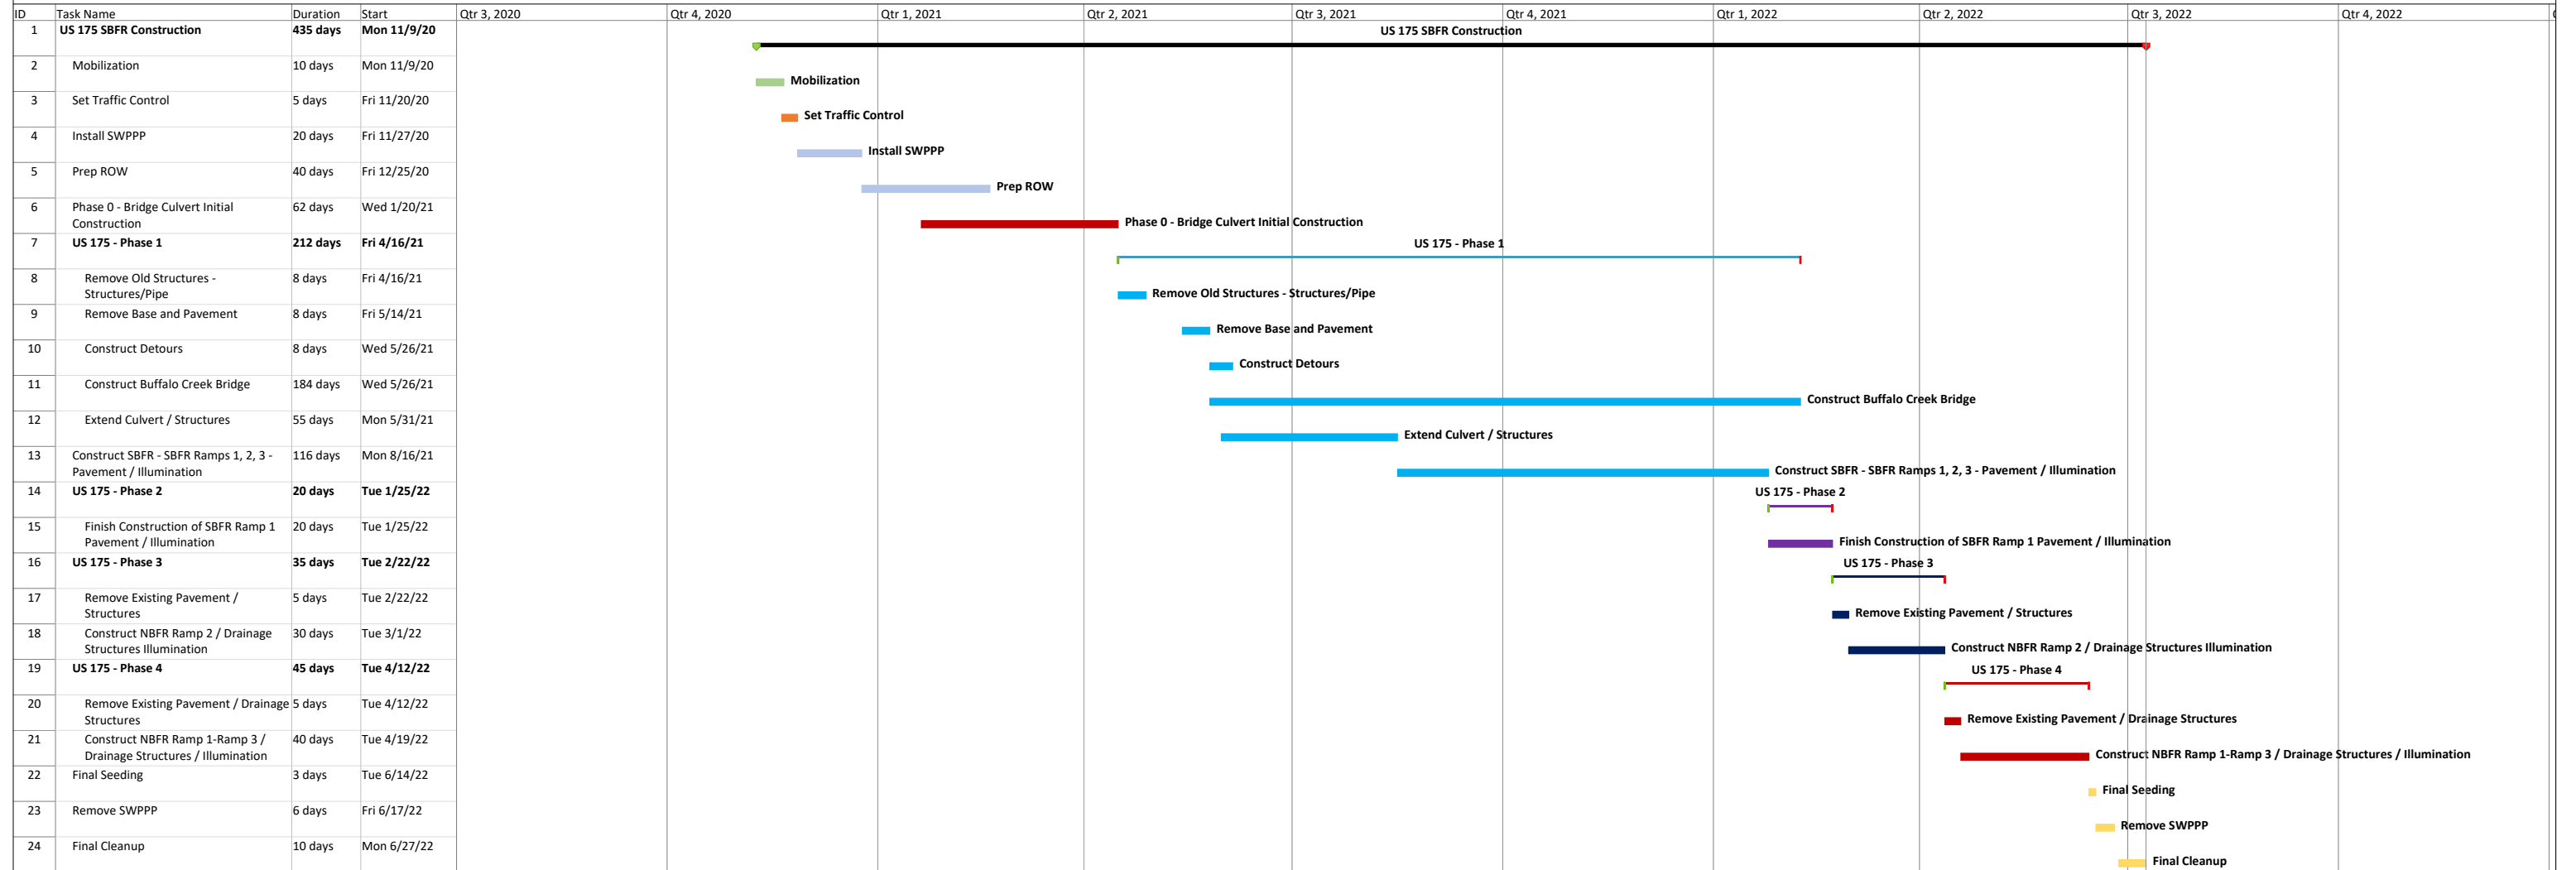 ID Task Name Duration Start Qtr 3, 2020 Qtr 4, 2020 Qtr 1, 2021 Qtr 2, 2021 Qtr 3, 2021 Qtr 4, 2021 Qtr 1, 2022 Qtr 2, 2022 Qtr 3, 2022 Qtr 4, 2022
1 US 175 SBFR Construction 435 days Mon 11/9/20 US 175 SBFR Construction
2 Mobilization 10 days Mon 11/9/20
Mobilization
3 Set Traffic Control 5 days Fri 11/20/20
Set Traffic Control
4 Install SWPPP 20 days Fri 11/27/20
Install SWPPP
5 Prep ROW 40 days Fri 12/25/20
Prep ROW
6 Phase 0 - Bridge Culvert Initial 62 days Wed 1/20/21
Construction Phase 0 - Bridge Culvert Initial Construction
7 US 175 - Phase 1 212 days Fri 4/16/21 US 175 - Phase 1
8 Remove Old Structures - 8 days Fri 4/16/21
Structures/Pipe Remove Old Structures - Structures/Pipe
9 Remove Base and Pavement 8 days Fri 5/14/21
Remove Base and Pavement
10 Construct Detours 8 days Wed 5/26/21
Construct Detours
11 Construct Buffalo Creek Bridge 184 days Wed 5/26/21
Construct Buffalo Creek Bridge
12 Extend Culvert / Structures 55 days Mon 5/31/21
Extend Culvert / Structures
13 Construct SBFR - SBFR Ramps 1, 2, 3 - 116 days Mon 8/16/21
Pavement / Illumination Construct SBFR - SBFR Ramps 1, 2, 3 - Pavement / Illumination
14 US 175 - Phase 2 20 days Tue 1/25/22 US 175 - Phase 2
15 Finish Construction of SBFR Ramp 1 20 days Tue 1/25/22
Pavement / Illumination Finish Construction of SBFR Ramp 1 Pavement / Illumination
16 US 175 - Phase 3 35 days Tue 2/22/22 US 175 - Phase 3
17 Remove Existing Pavement / 5 days Tue 2/22/22
Structures Remove Existing Pavement / Structures
18 Construct NBFR Ramp 2 / Drainage 30 days Tue 3/1/22
Structures Illumination Construct NBFR Ramp 2 / Drainage Structures Illumination
19 US 175 - Phase 4 45 days Tue 4/12/22 US 175 - Phase 4
20 Remove Existing Pavement / Drainage 5 days Tue 4/12/22
Structures Remove Existing Pavement / Drainage Structures
21 Construct NBFR Ramp 1-Ramp 3 / 40 days Tue 4/19/22
Drainage Structures / Illumination Construct NBFR Ramp 1-Ramp 3 / Drainage Structures / Illumination
22 Final Seeding 3 days Tue 6/14/22
Final Seeding
23 Remove SWPPP 6 days Fri 6/17/22
Remove SWPPP
24 Final Cleanup 10 days Mon 6/27/22
Final Cleanup